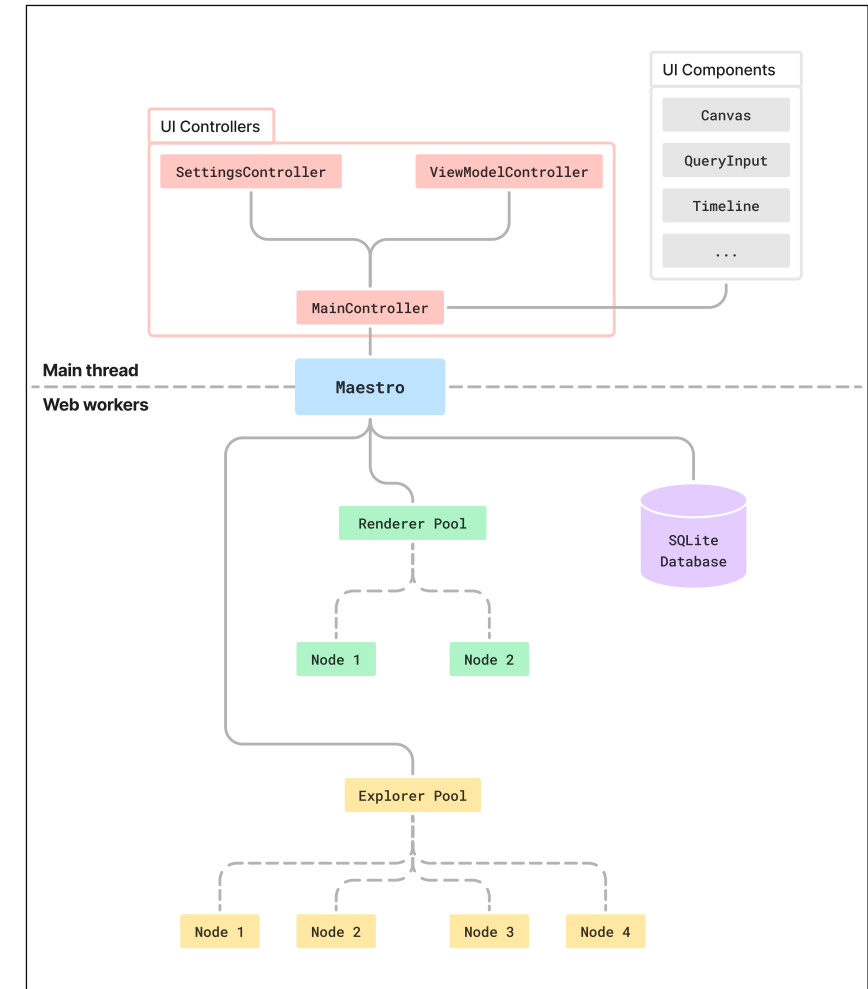 UI Components
Canvas
QueryInput
Timeline
...
UI Controllers
SettingsController
ViewModelController
MainController
Main thread
Maestro
Web workers
Renderer Pool
SQLite
Database
Node 1
Node 2
Explorer Pool
Node 1
Node 2
Node 3
Node 4